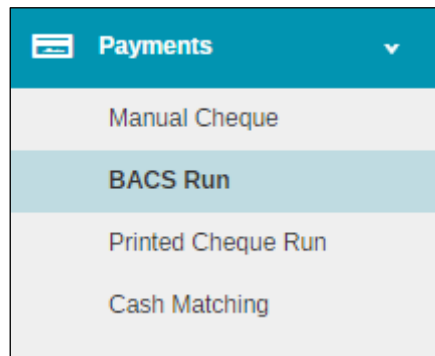 Payments
Manual Cheque
BACS Run
Printed Cheque Run
Cash Matching